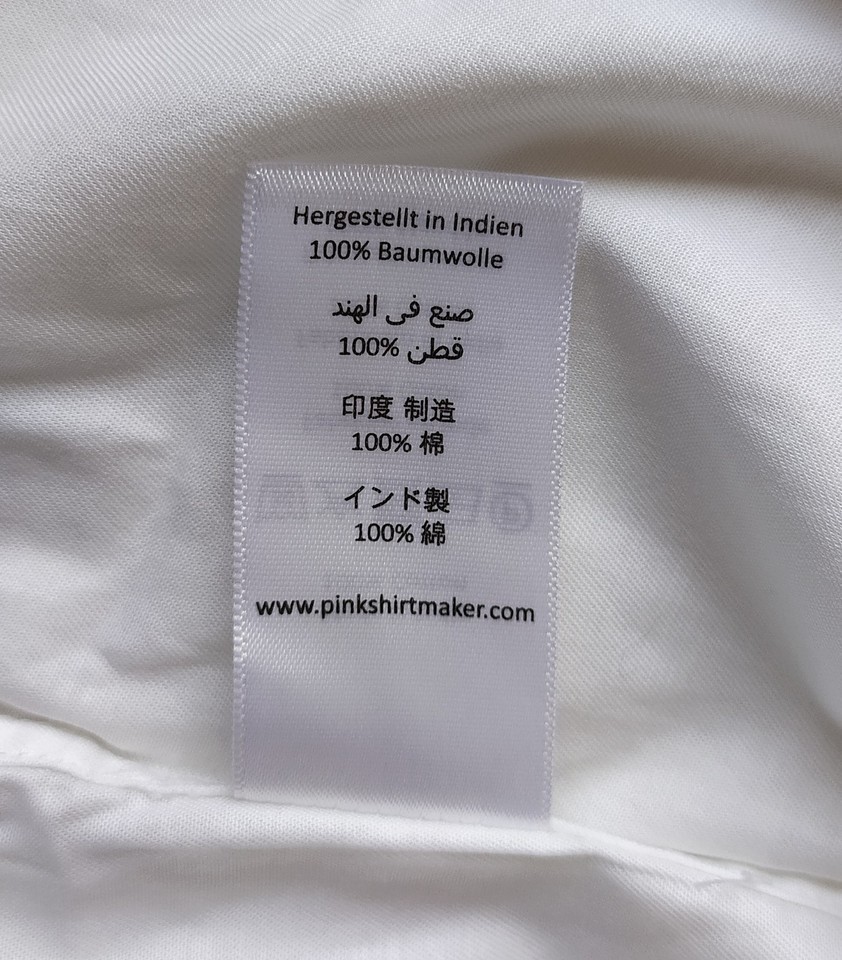 Hergestellt in Indien
100% Baumwolle
صنع فى الهند
100% قطن
印度 制造
100% 棉
インド製
100% 綿
www.pinkshirtmaker.com